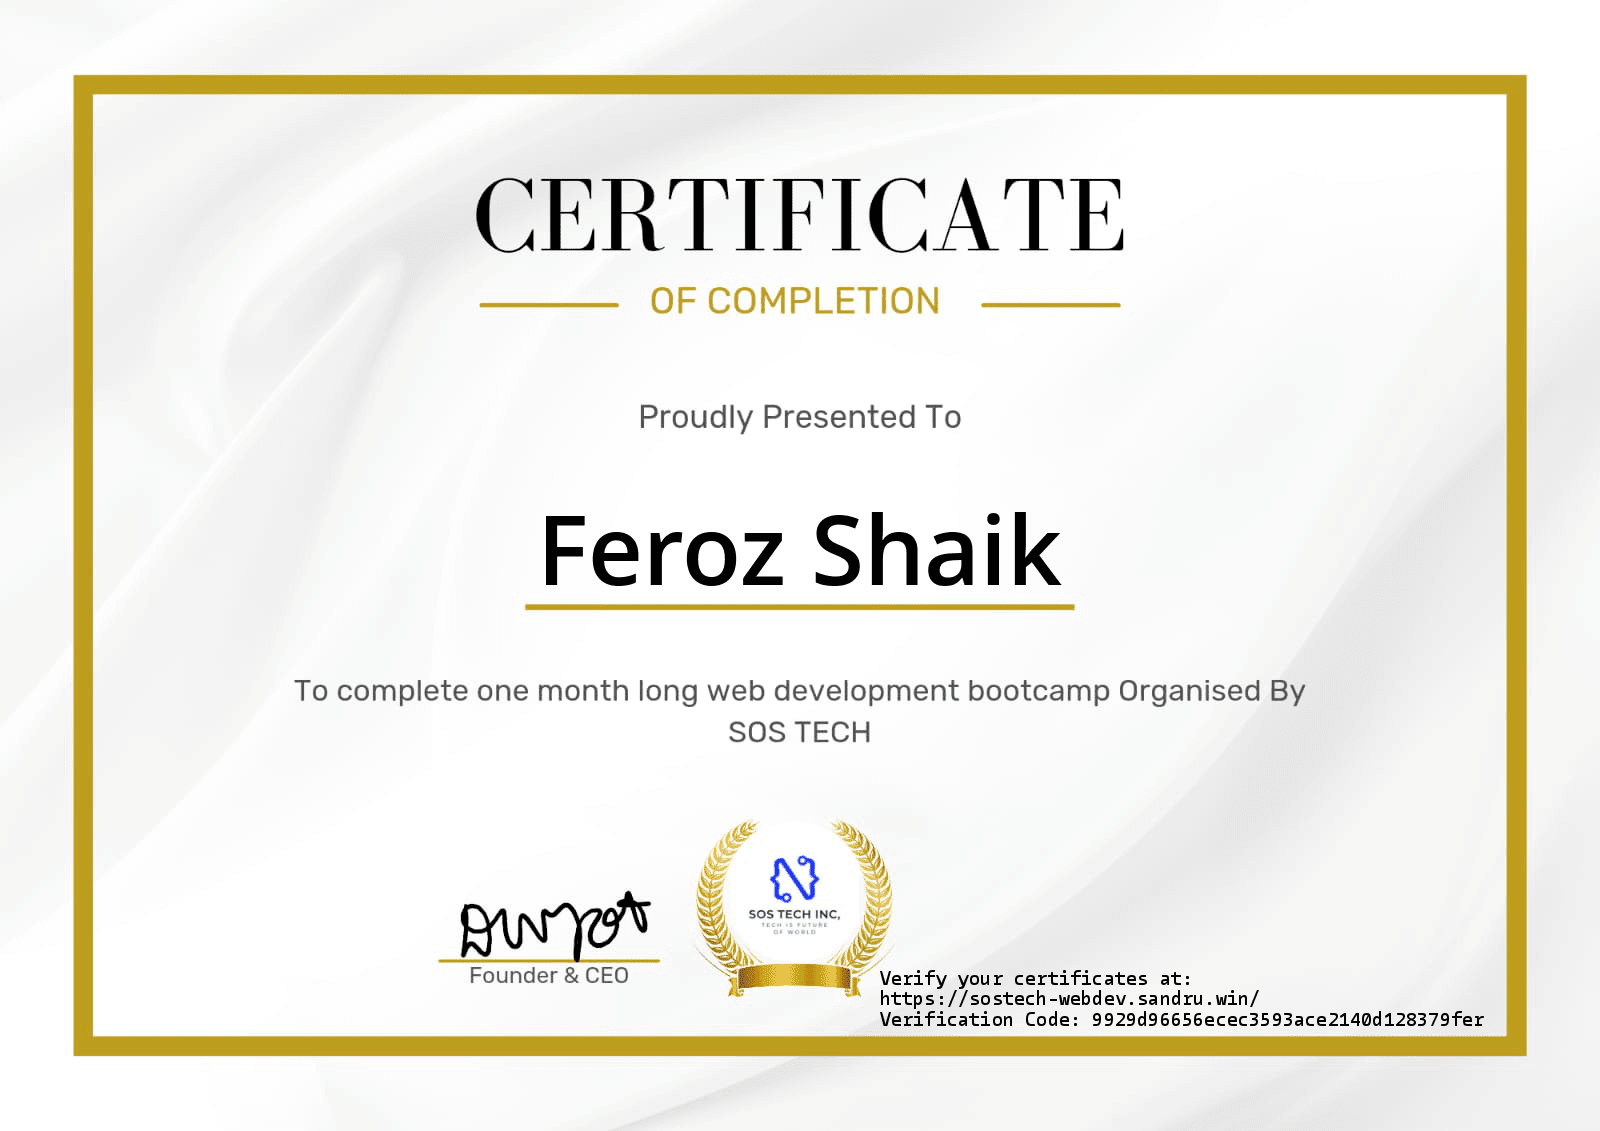 CERTIFICATE
OF COMPLETION
Proudly Presented To
Feroz Shaik
To complete one month long web development bootcamp Organised By
SOS TECH
SOS TECH INC,
TECH IS FUTURE
OF WORLD
Founder & CEO
Verify your certificates at:
https://sostech-webdev.sandru.win/
Verification Code: 9929d96656ecec3593ace2140d128379fer